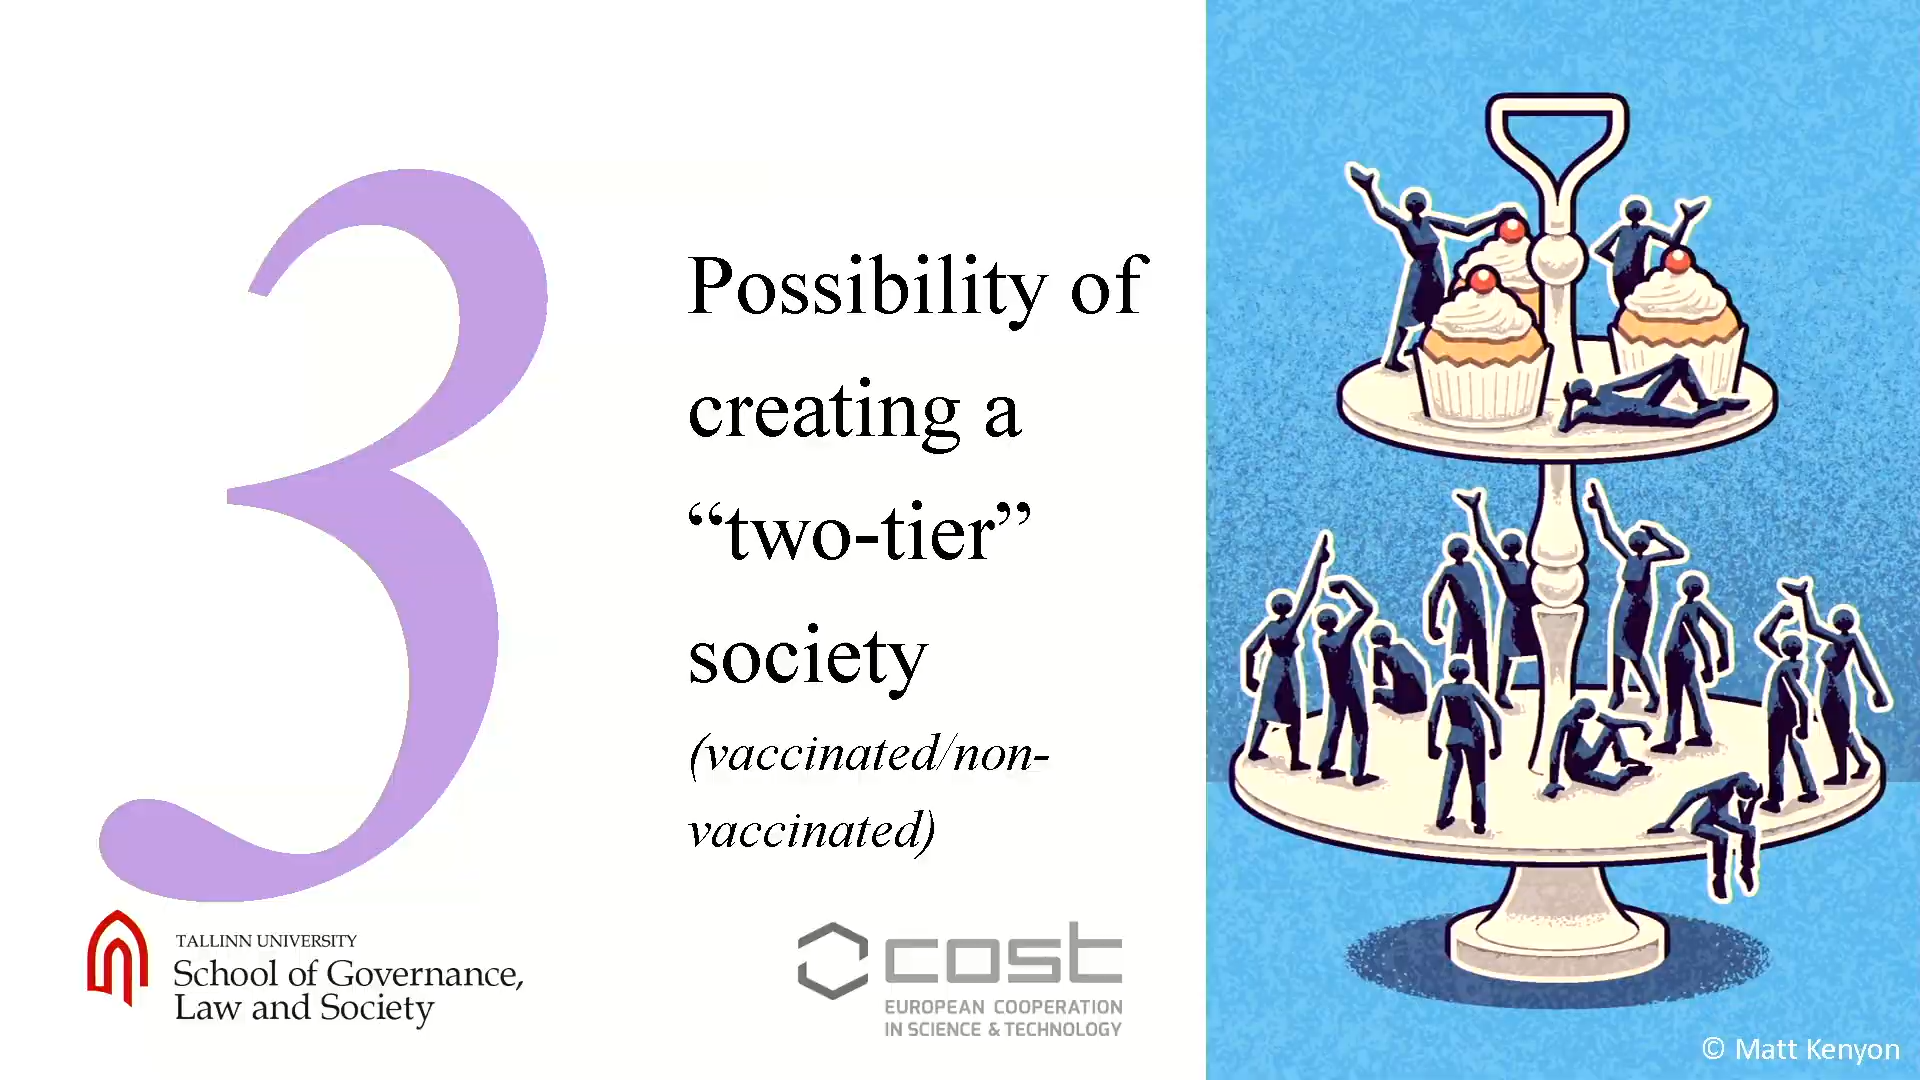 3
Possibility of
creating a
“two-tier”
society
(vaccinated/non-
vaccinated)
TALLINN UNIVERSITY
School of Governance,
Law and Society
cost
EUROPEAN COOPERATION
IN SCIENCE & TECHNOLOGY
© Matt Kenyon